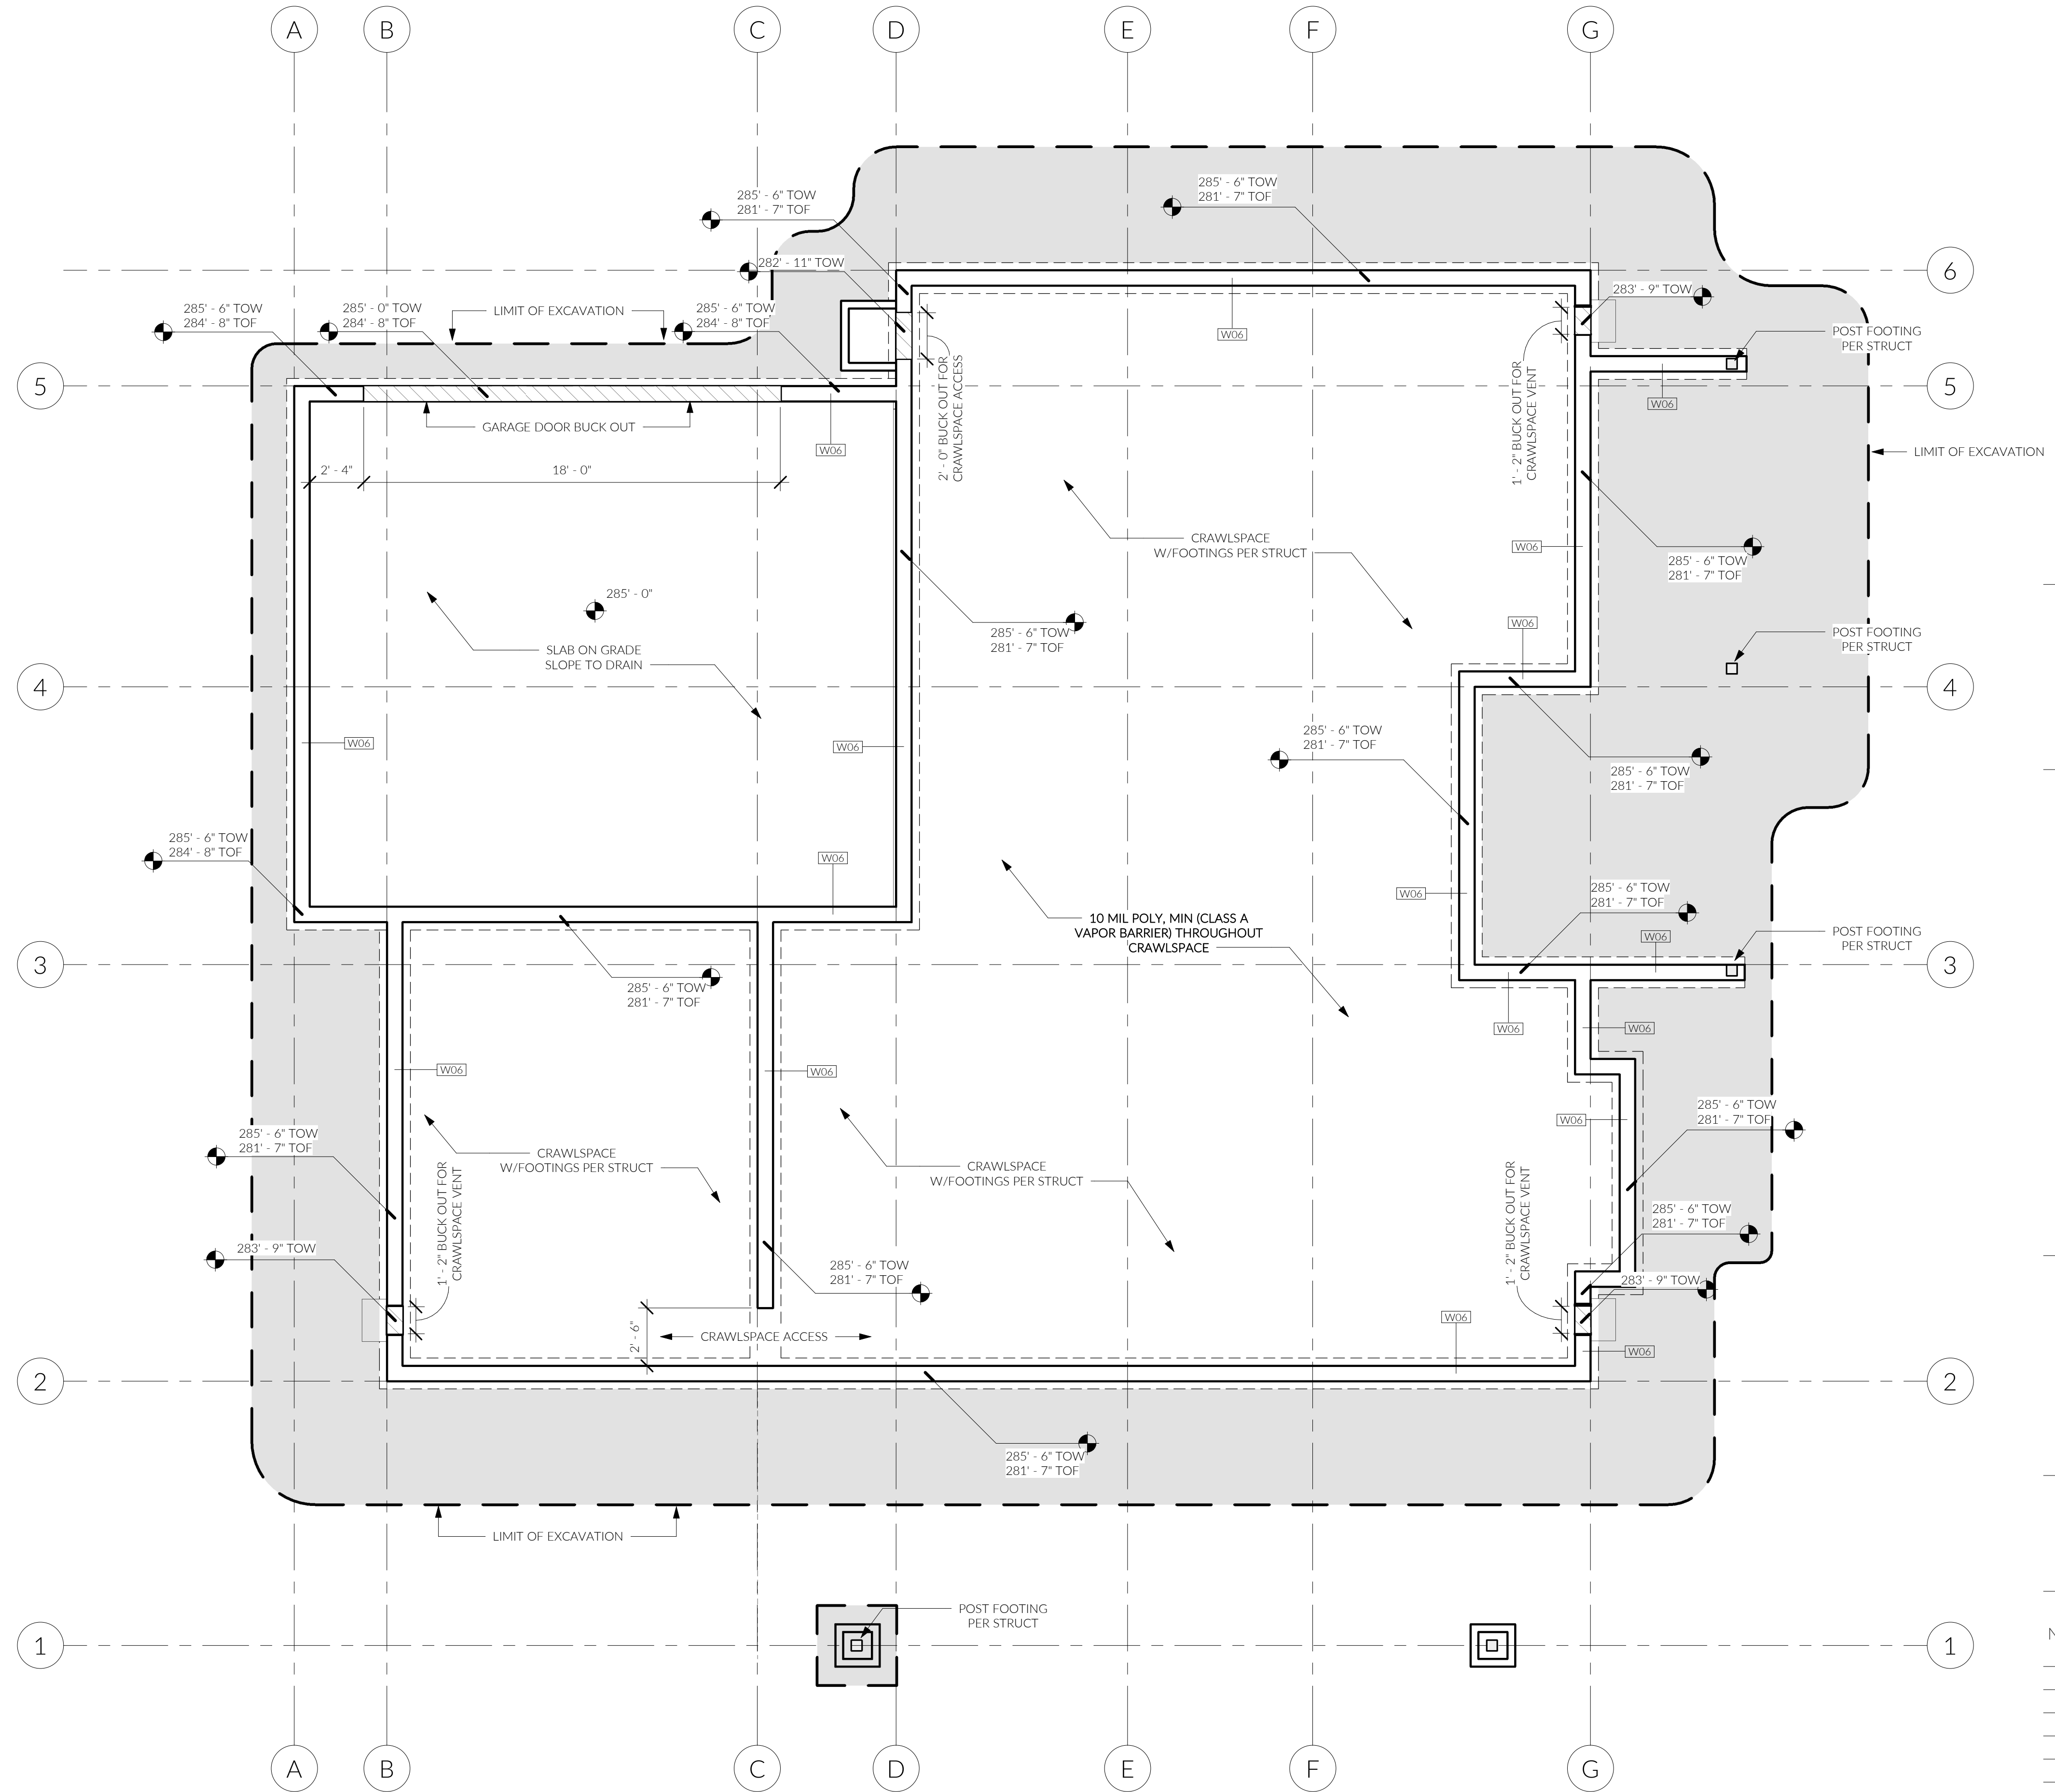 A
B
C
D
E
F
G
285' - 6" TOW
281' - 7" TOF
285' - 6" TOW
281' - 7" TOF
282' - 11" TOW
6
283' - 9" TOW
285' - 6" TOW
284' - 8" TOF
285' - 0" TOW
284' - 8" TOF
LIMIT OF EXCAVATION
285' - 6" TOW
284' - 8" TOF
W06
POST FOOTING
PER STRUCT
5
5
2' - 0" BUCK OUT FOR
CRAWLSPACE ACCESS
1' - 2" BUCK OUT FOR
CRAWLSPACE VENT
W06
GARAGE DOOR BUCK OUT
W06
LIMIT OF EXCAVATION
2' - 4"
18' - 0"
CRAWLSPACE
W/FOOTINGS PER STRUCT
W06
285' - 6" TOW
281' - 7" TOF
285' - 0"
285' - 6" TOW
281' - 7" TOF
W06
POST FOOTING
PER STRUCT
SLAB ON GRADE
SLOPE TO DRAIN
4
4
W06
W06
285' - 6" TOW
281' - 7" TOF
285' - 6" TOW
281' - 7" TOF
285' - 6" TOW
284' - 8" TOF
W06
W06
285' - 6" TOW
281' - 7" TOF
10 MIL POLY, MIN (CLASS A
VAPOR BARRIER) THROUGHOUT
CRAWLSPACE
W06
POST FOOTING
PER STRUCT
3
3
285' - 6" TOW
281' - 7" TOF
W06
W06
W06
W06
285' - 6" TOW
281' - 7" TOF
W06
285' - 6" TOW
281' - 7" TOF
CRAWLSPACE
W/FOOTINGS PER STRUCT
CRAWLSPACE
W/FOOTINGS PER STRUCT
1' - 2" BUCK OUT FOR
CRAWLSPACE VENT
1' - 2" BUCK OUT FOR
CRAWLSPACE VENT
285' - 6" TOW
281' - 7" TOF
283' - 9" TOW
285' - 6" TOW
281' - 7" TOF
283' - 9" TOW
2' - 6"
CRAWLSPACE ACCESS
W06
W06
2
2
285' - 6" TOW
281' - 7" TOF
LIMIT OF EXCAVATION
POST FOOTING
PER STRUCT
1
1
A
B
C
D
E
F
G